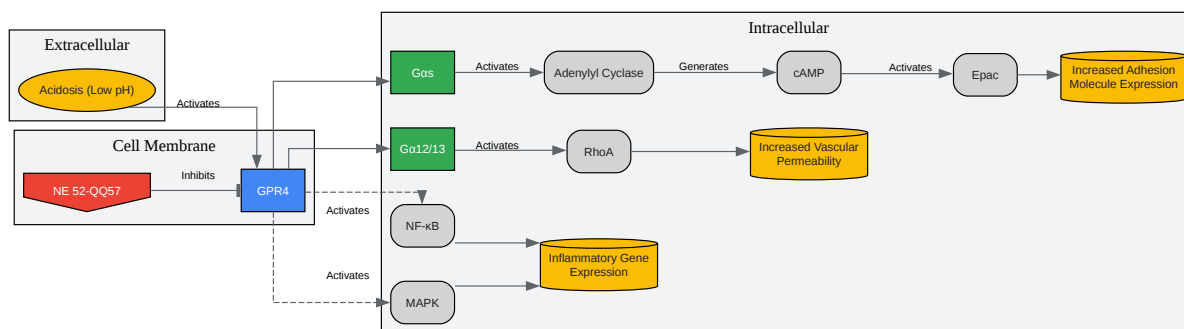 Extracellular
Acidosis (Low pH)
Activates
Cell Membrane
NE 52-QQ57
Inhibits
GPR4
Intracellular
Gαs
Activates
Adenylyl Cyclase
Generates
cAMP
Activates
Epac
Increased Adhesion
Molecule Expression
Gα12/13
Activates
RhoA
Increased Vascular
Permeability
Activates
NF-κB
Inflammatory Gene
Expression
Activates
MAPK